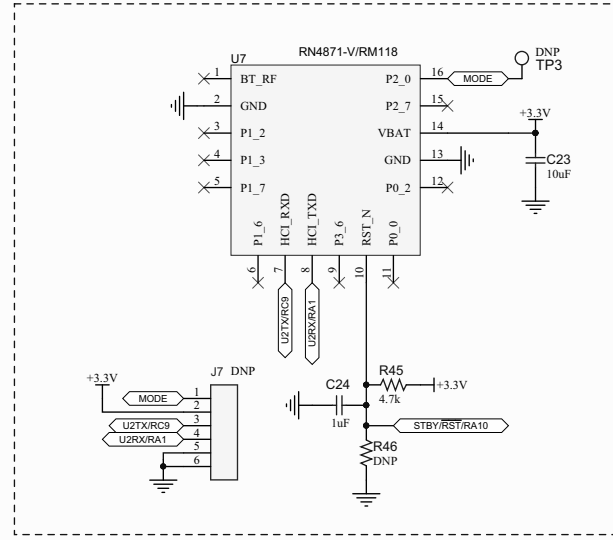 U7
RN4871-V/RM118
DNP
TP3
1 BT_RF
P2_0 16
MODE
2 GND
P2_7 15
+3.3V
3 P1_2
VBAT 14
4 P1_3
GND 13
C23
10uF
5 P1_7
P0_2 12
P1_6
HCI_RXD
HCI_TXD
P3_6
RST_N
P0_0
6
7
8
9
10
11
U2TX/RC9
U2RX/RA1
J7 DNP
R45
+3.3V
4.7k
+3.3V
C24
1uF
MODE 1
2
U2TX/RC9 3
U2RX/RA1 4
5
6
STBY/RST/RA10
R46
DNP